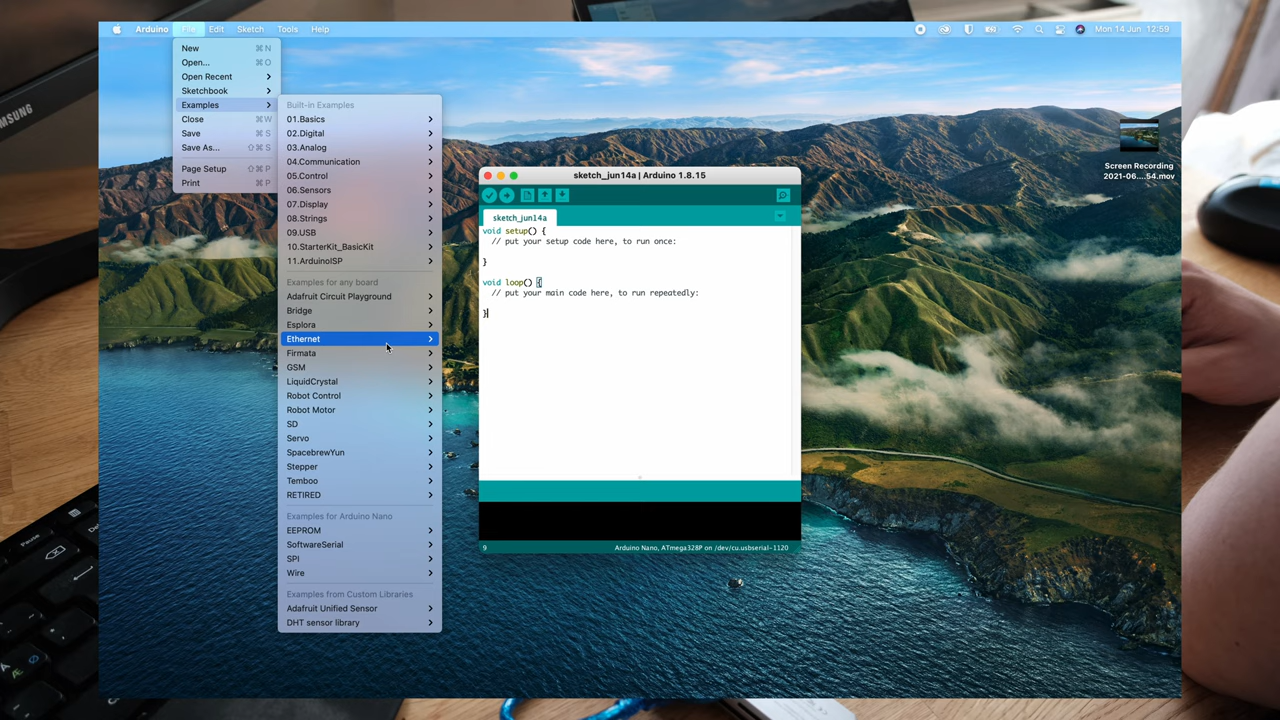 Arduino File Edit Sketch Tools Help
Mon 14 Jun 12:59
New ⌘ N
Open... ⌘ O
Open Recent
Sketchbook
Examples
Close ⌘ W
Save ⌘ S
Save As... ⇧ ⌘ S
Page Setup ⇧ ⌘ P
Print ⌘ P
Built-in Examples
01.Basics
02.Digital
03.Analog
04.Communication
05.Control
06.Sensors
07.Display
08.Strings
09.USB
10.StarterKit_BasicKit
11.ArduinoISP
Examples for any board
Adafruit Circuit Playground
Bridge
Esplora
Ethernet
Firmata
GSM
LiquidCrystal
Robot Control
Robot Motor
SD
Servo
SpacebrewYun
Stepper
Temboo
RETIRED
Examples for Arduino Nano
EEPROM
SoftwareSerial
SPI
Wire
Examples from Custom Libraries
Adafruit Unified Sensor
DHT sensor library
sketch_jun14a | Arduino 1.8.15
sketch_jun14a
void setup() {
// put your setup code here, to run once:
}
void loop() {
// put your main code here, to run repeatedly:
}
9
Arduino Nano, ATmega328P on /dev/cu.usbserial-1120
Screen Recording
2021-06....54.mov
SAMSUNG
Pause
Æ Ø